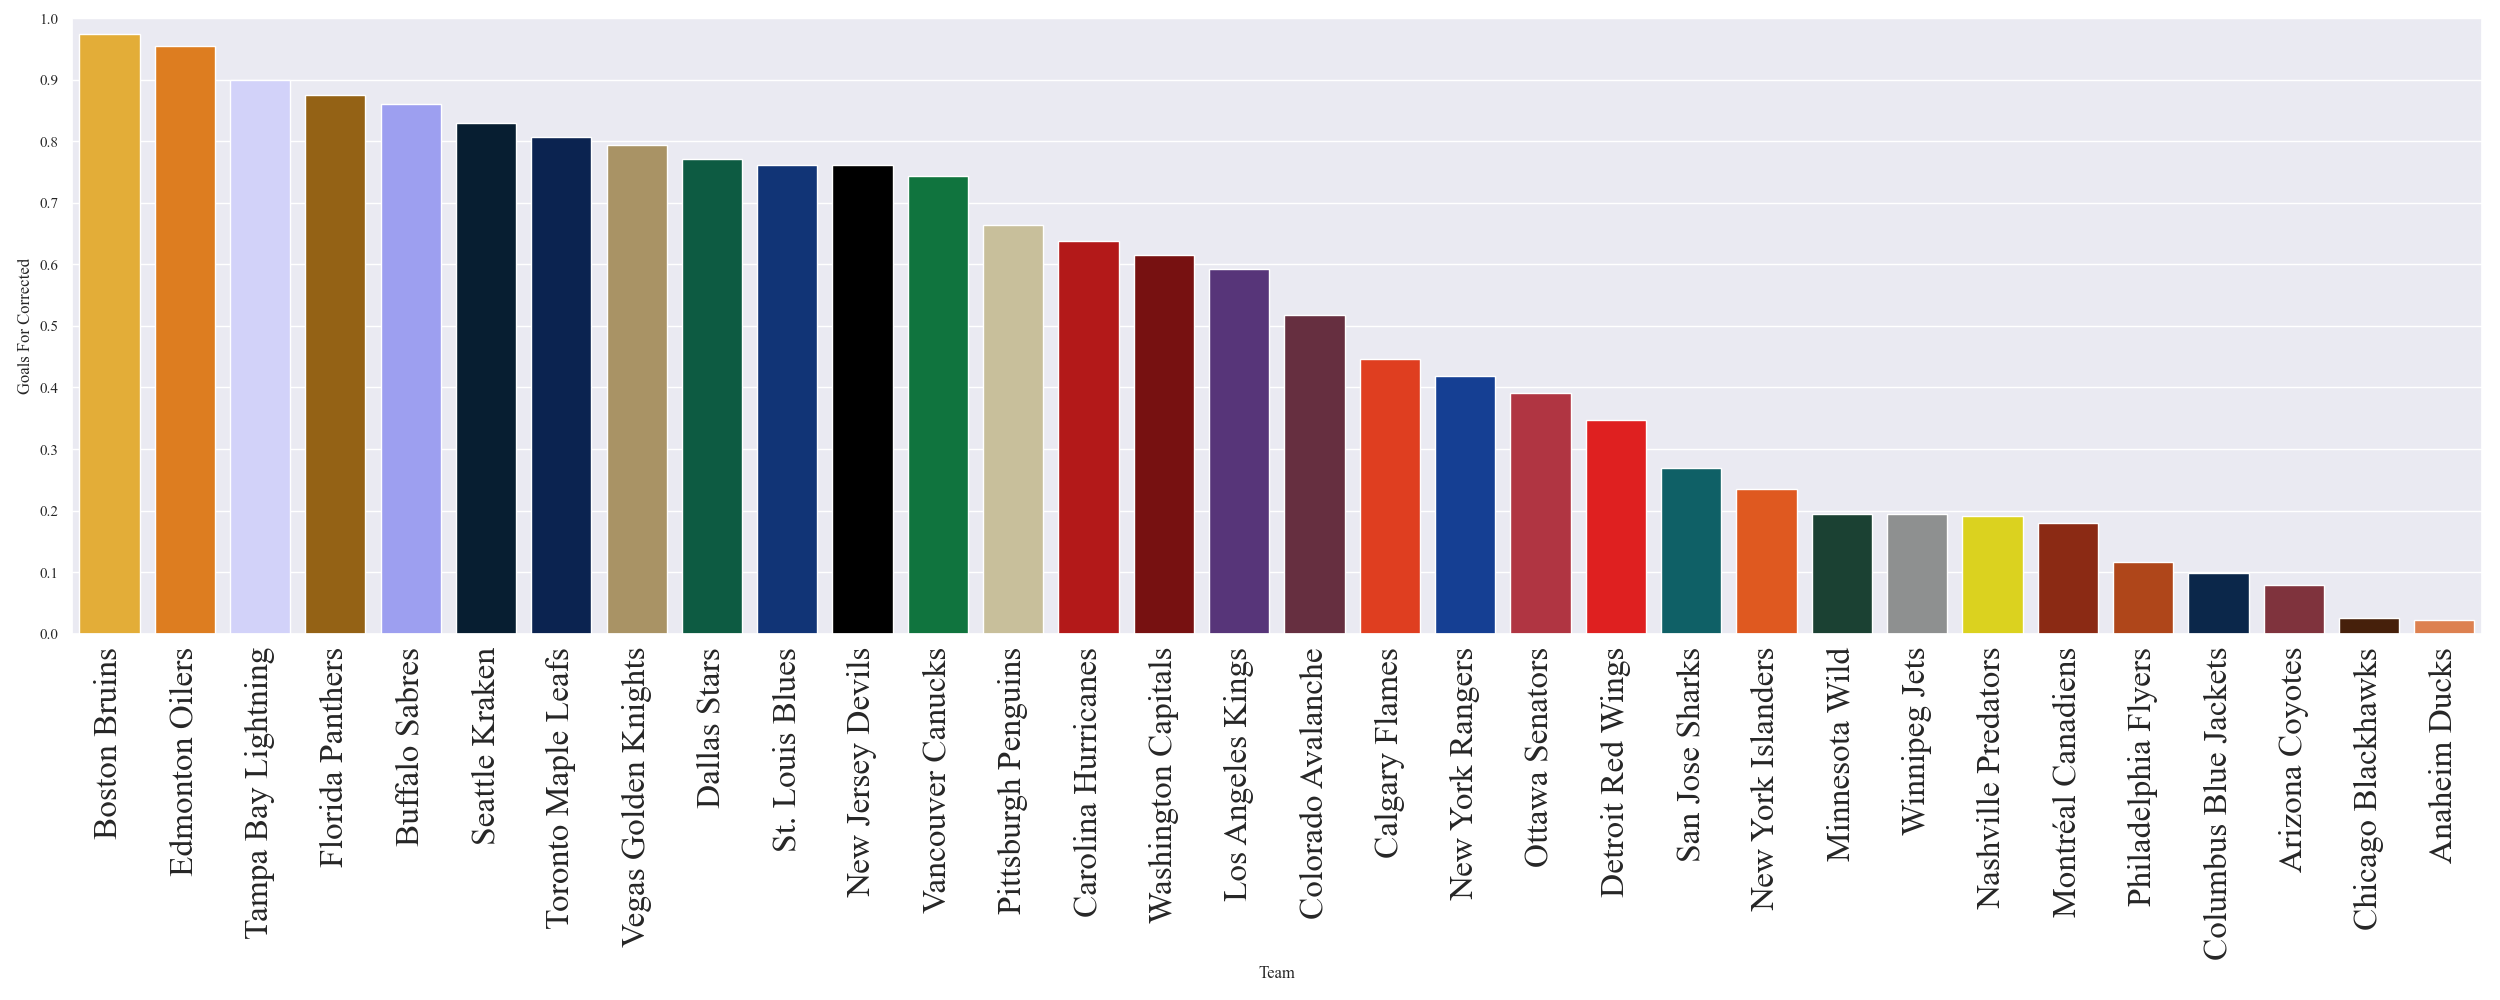 1.0
0.9
0.8
0.7
0.6
0.5
0.4
0.3
0.2
0.1
0.0
Goals For Corrected
Boston Bruins
Edmonton Oilers
Tampa Bay Lightning
Florida Panthers
Buffalo Sabres
Seattle Kraken
Toronto Maple Leafs
Vegas Golden Knights
Dallas Stars
St. Louis Blues
New Jersey Devils
Vancouver Canucks
Pittsburgh Penguins
Carolina Hurricanes
Washington Capitals
Los Angeles Kings
Colorado Avalanche
Calgary Flames
New York Rangers
Ottawa Senators
Detroit Red Wings
San Jose Sharks
New York Islanders
Minnesota Wild
Winnipeg Jets
Nashville Predators
Montréal Canadiens
Philadelphia Flyers
Columbus Blue Jackets
Arizona Coyotes
Chicago Blackhawks
Anaheim Ducks
Team